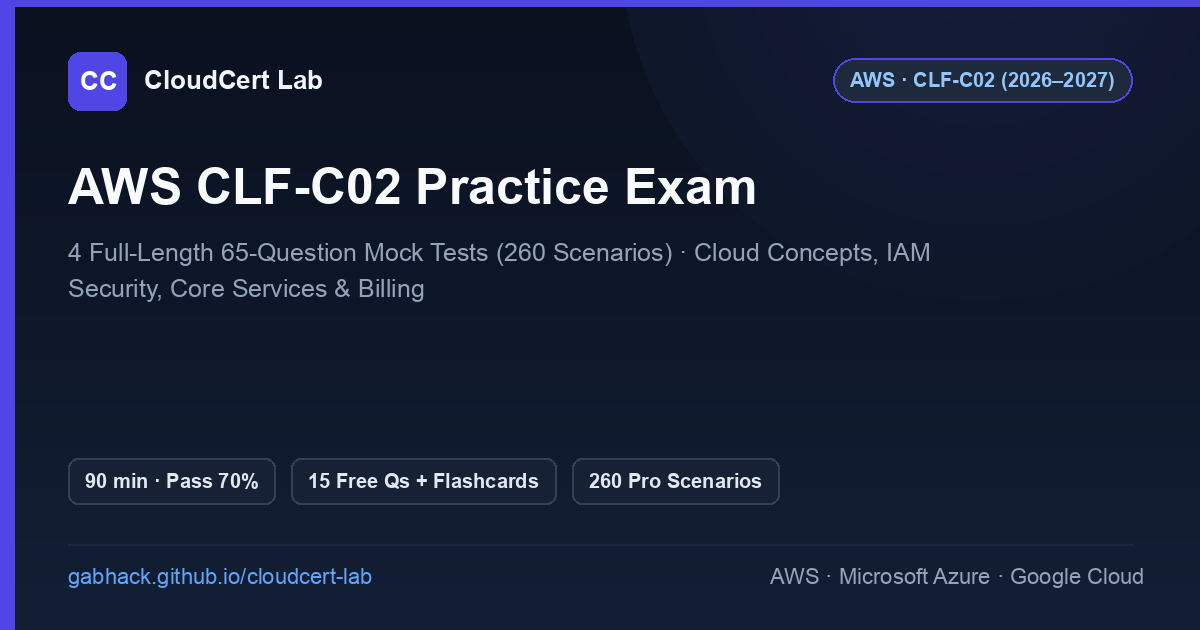 CC
CloudCert Lab
AWS · CLF-C02 (2026–2027)
AWS CLF-C02 Practice Exam
4 Full-Length 65-Question Mock Tests (260 Scenarios) · Cloud Concepts, IAM
Security, Core Services & Billing
90 min · Pass 70%
15 Free Qs + Flashcards
260 Pro Scenarios
gabhack.github.io/cloudcert-lab
AWS · Microsoft Azure · Google Cloud